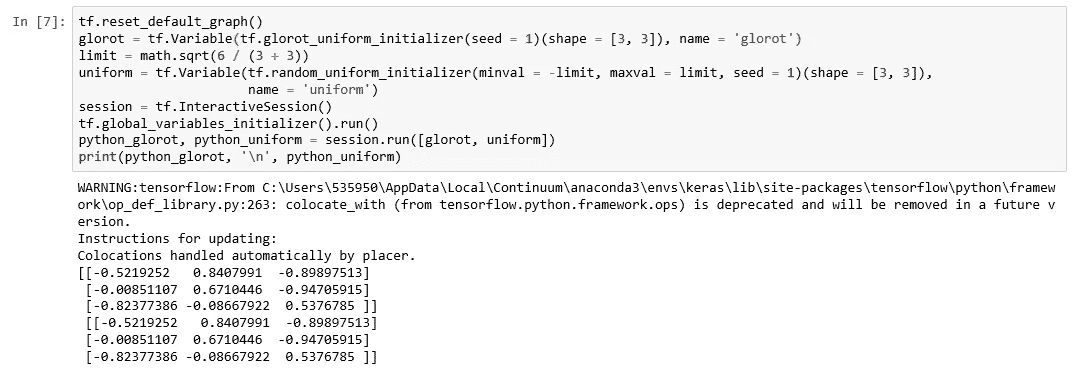 In [7]: tf.reset_default_graph()
glorot = tf.Variable(tf.glorot_uniform_initializer(seed = 1)(shape = [3, 3]), name = 'glorot')
limit = math.sqrt(6 / (3 + 3))
uniform = tf.Variable(tf.random_uniform_initializer(minval = -limit, maxval = limit, seed = 1)(shape = [3, 3]),
                      name = 'uniform')
session = tf.InteractiveSession()
tf.global_variables_initializer().run()
python_glorot, python_uniform = session.run([glorot, uniform])
print(python_glorot, '\n', python_uniform)
WARNING:tensorflow:From C:\Users\535950\AppData\Local\Continuum\anaconda3\envs\keras\lib\site-packages\tensorflow\python\framew
ork\op_def_library.py:263: colocate_with (from tensorflow.python.framework.ops) is deprecated and will be removed in a future v
ersion.
Instructions for updating:
Colocations handled automatically by placer.
[[-0.5219252   0.8407991  -0.89897513]
 [-0.00851107  0.6710446  -0.94705915]
 [-0.82377386 -0.08667922  0.5376785 ]]
 [[-0.5219252   0.8407991  -0.89897513]
 [-0.00851107  0.6710446  -0.94705915]
 [-0.82377386 -0.08667922  0.5376785 ]]